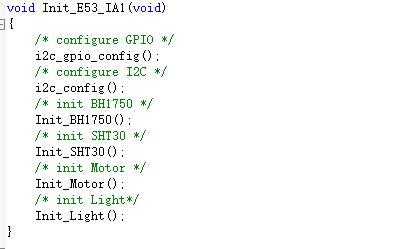 void Init_E53_IA1(void)
{
/* configure GPIO */
i2c_gpio_config();
/* configure I2C */
i2c_config();
/* init BH1750 */
Init_BH1750();
/* init SHT30 */
Init_SHT30();
/* init Motor */
Init_Motor();
/* init Light*/
Init_Light();
}